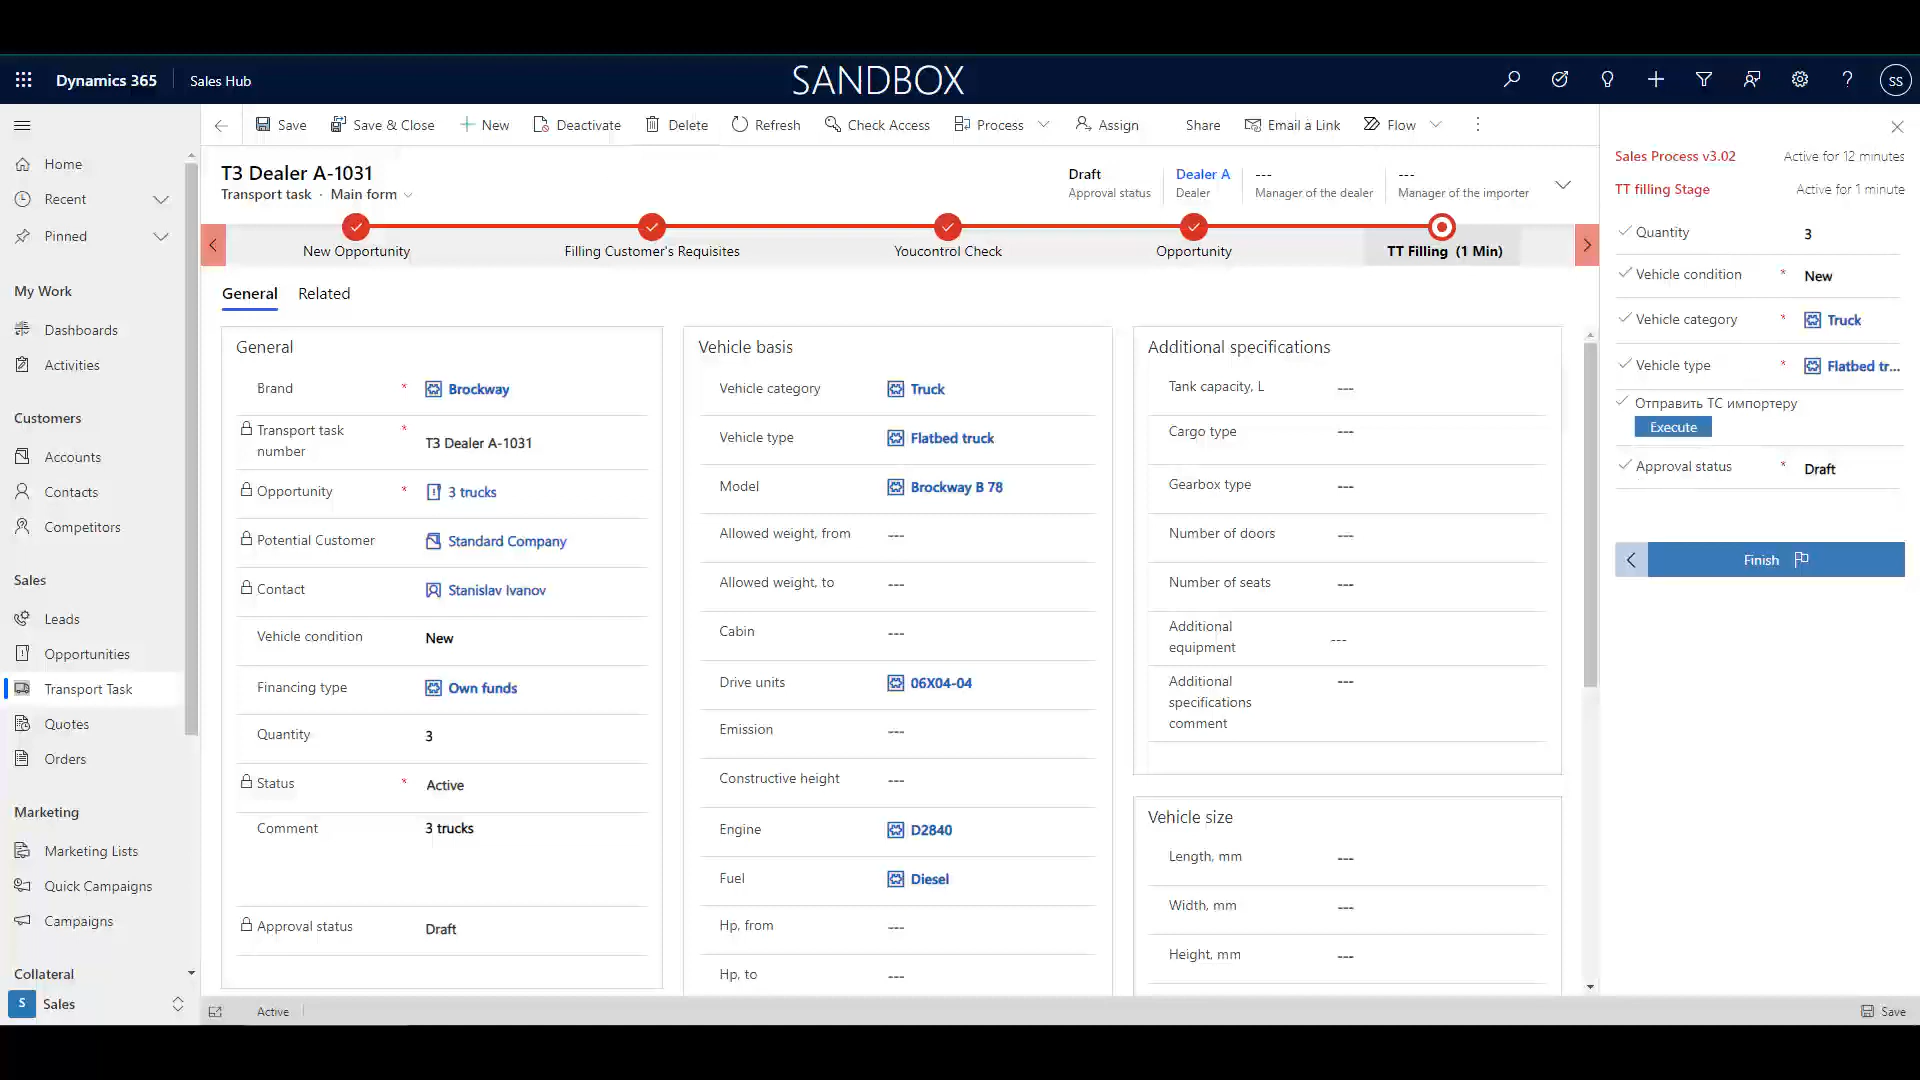 Dynamics 365
Sales Hub
SANDBOX
SS
Save
Save & Close
New
Deactivate
Delete
Refresh
Check Access
Process
Assign
Share
Email a Link
Flow
Home
Recent
Pinned
My Work
Dashboards
Activities
Customers
Accounts
Contacts
Competitors
Sales
Leads
Opportunities
Transport Task
Quotes
Orders
Marketing
Marketing Lists
Quick Campaigns
Campaigns
Collateral
S
Sales
T3 Dealer A-1031
Transport task · Main form
Draft
Approval status
Dealer A
Dealer
---
Manager of the dealer
---
Manager of the importer
New Opportunity
Filling Customer's Requisites
Youcontrol Check
Opportunity
TT Filling (1 Min)
General
Related
General
Brand * Brockway
Transport task number * T3 Dealer A-1031
Opportunity * 3 trucks
Potential Customer Standard Company
Contact Stanislav Ivanov
Vehicle condition New
Financing type Own funds
Quantity 3
Status * Active
Comment 3 trucks
Approval status Draft
Vehicle basis
Vehicle category Truck
Vehicle type Flatbed truck
Model Brockway B 78
Allowed weight, from ---
Allowed weight, to ---
Cabin ---
Drive units 06X04-04
Emission ---
Constructive height ---
Engine D2840
Fuel Diesel
Hp, from ---
Hp, to ---
Additional specifications
Tank capacity, L ---
Cargo type ---
Gearbox type ---
Number of doors ---
Number of seats ---
Additional equipment ---
Additional specifications comment ---
Vehicle size
Length, mm ---
Width, mm ---
Height, mm ---
Sales Process v3.02 Active for 12 minutes
TT filling Stage Active for 1 minute
Quantity 3
Vehicle condition * New
Vehicle category * Truck
Vehicle type * Flatbed tr...
Отправить ТС импортеру
Execute
Approval status * Draft
Finish
Active
Save